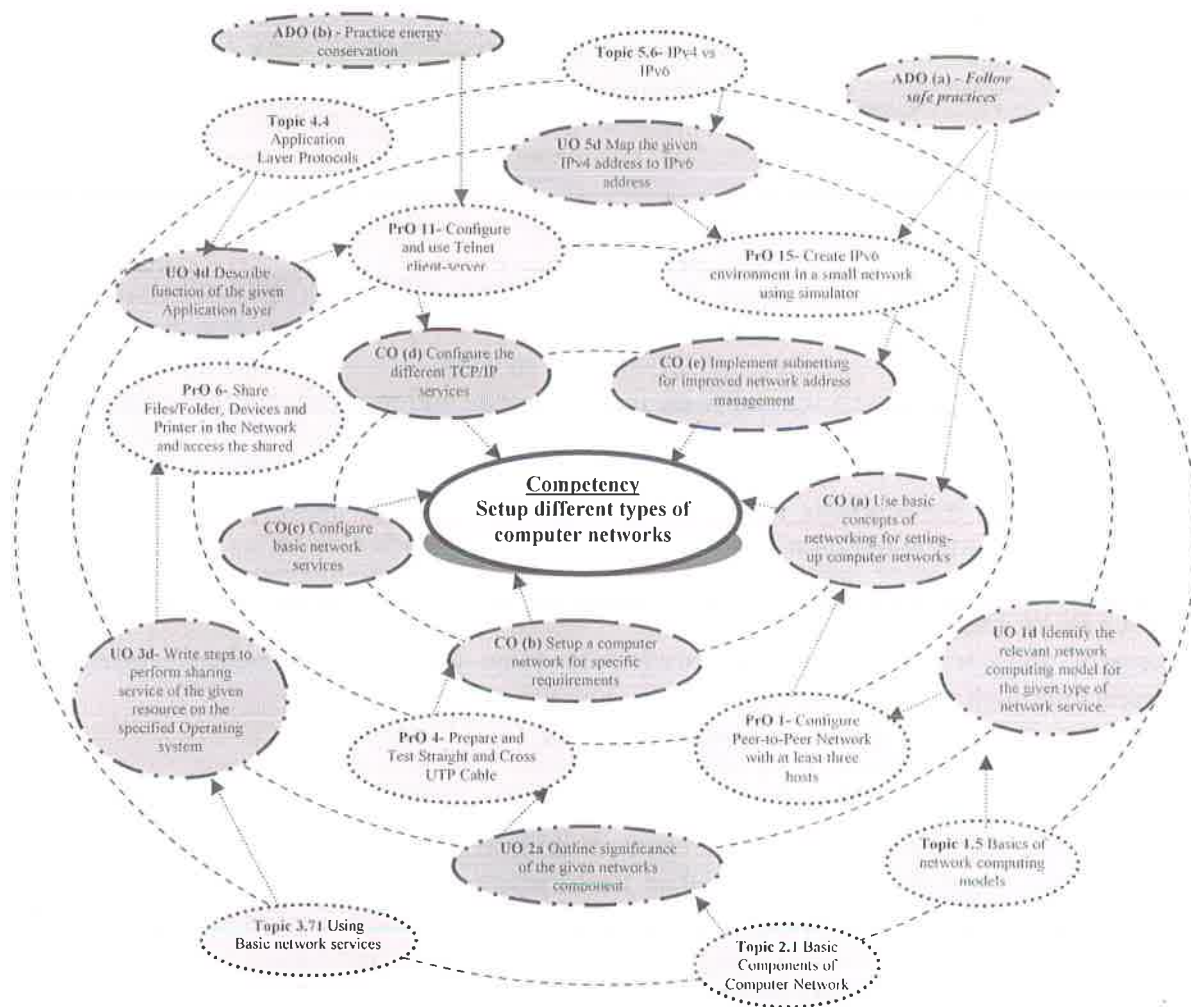 ADO (b) - Practice energy
conservation
Topic 5.6- IPv4 vs
IPv6
ADO (a) - Follow
safe practices
Topic 4.4
Application
Layer Protocols
UO 5d Map the given
IPv4 address to IPv6
address
PrO 11- Configure
and use Telnet
client-server
PrO 15- Create IPv6
environment in a small network
using simulator
UO 4d Describe
function of the given
Application layer
CO (d) Configure the
different TCP/IP
services
CO (e) Implement subnetting
for improved network address
management
PrO 6- Share
Files/Folder, Devices and
Printer in the Network
and access the shared
Competency
Setup different types of
computer networks
CO (a) Use basic
concepts of
networking for setting-
up computer networks
CO(c) Configure
basic network
services
CO (b) Setup a computer
network for specific
requirements
UO 1d Identify the
relevant network
computing model for
the given type of
network service.
UO 3d- Write steps to
perform sharing
service of the given
resource on the
specified Operating
system
PrO 4- Prepare and
Test Straight and Cross
UTP Cable
PrO 1- Configure
Peer-to-Peer Network
with at least three
hosts
UO 2a Outline significance
of the given networks
component
Topic 1.5 Basics of
network computing
models
Topic 3.71 Using
Basic network services
Topic 2.1 Basic
Components of
Computer Network